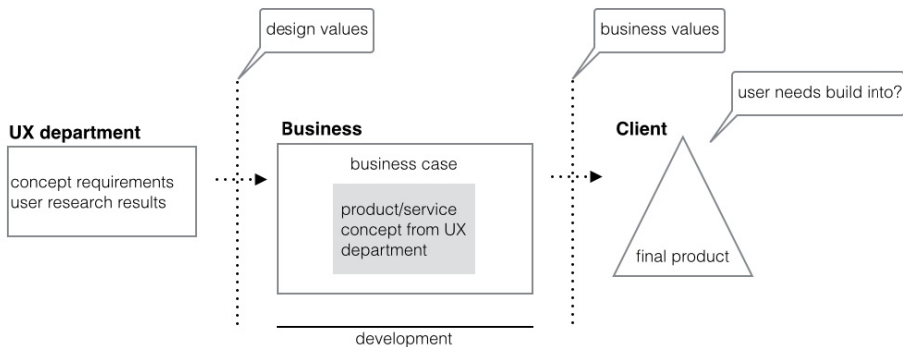 design values
business values
user needs build into?
UX department
concept requirements
user research results
Business
business case
product/service
concept from UX
department
development
Client
final product